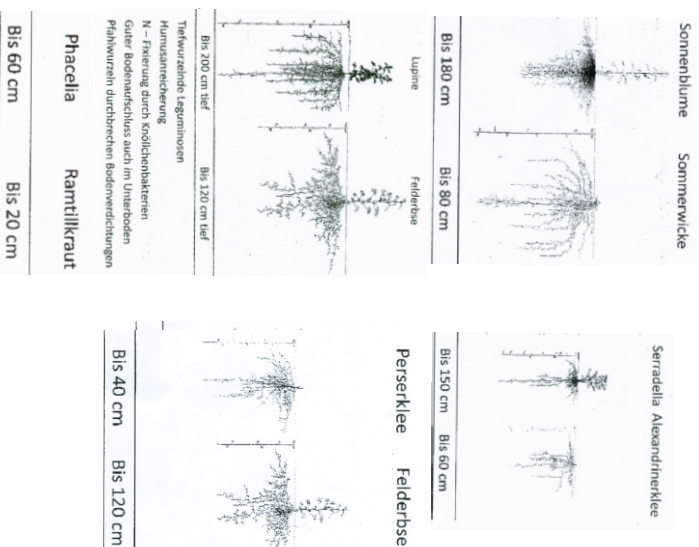 Sonnenblume Sommerwicke
Bis 180 cm Bis 80 cm
Serradella Alexandrinerklee
Bis 150 cm Bis 60 cm
Lupine Felderbse
Bis 200 cm tief Bis 120 cm tief
Tiefwurzelnde Leguminosen
Humusanreicherung
N – Fixierung durch Knöllchenbakterien
Guter Bodenaufschluss auch im Unterboden
Pfahlwurzeln durchbrechen Bodenverdichtungen
Perserklee Felderbse
Bis 40 cm Bis 120 cm
Phacelia Ramtillkraut
Bis 60 cm Bis 20 cm